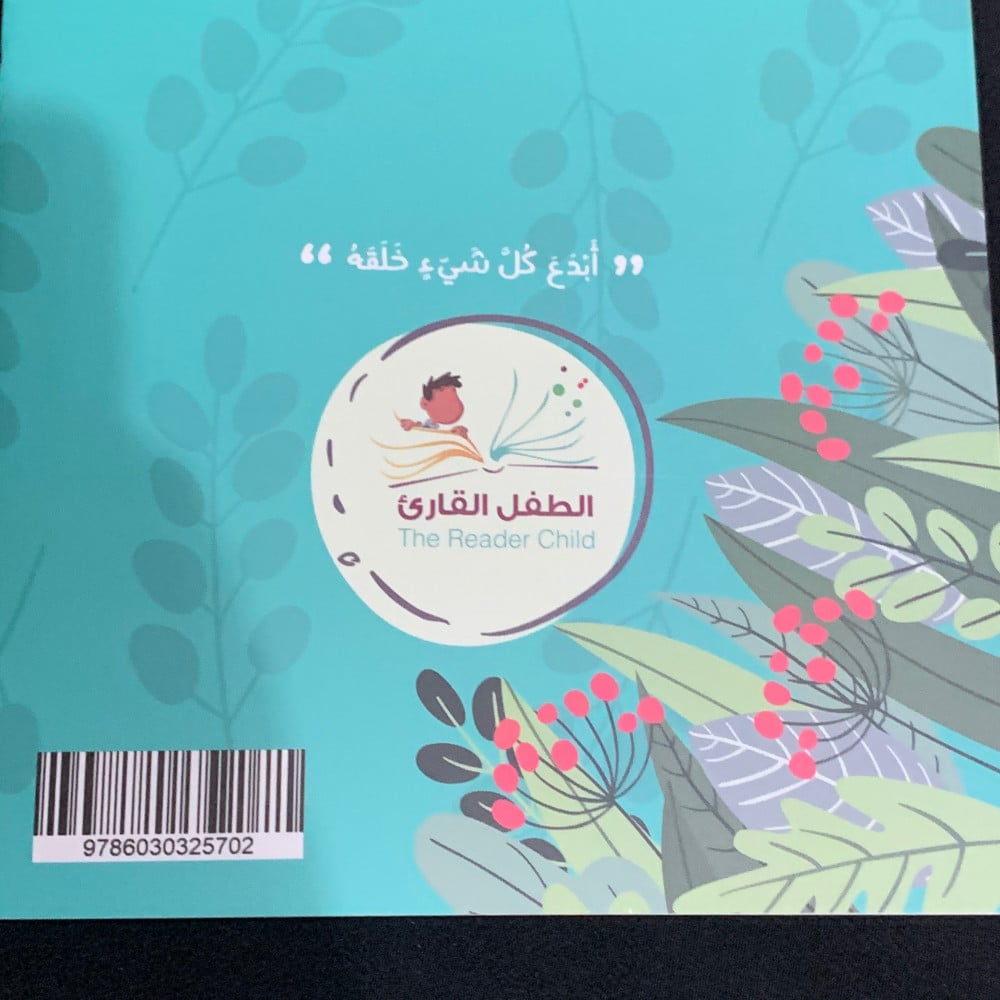 ” أَبْدَعَ كُلَّ شَيّءٍ خَلَقَهُ “
الطفل القارئ
The Reader Child
9786030325702